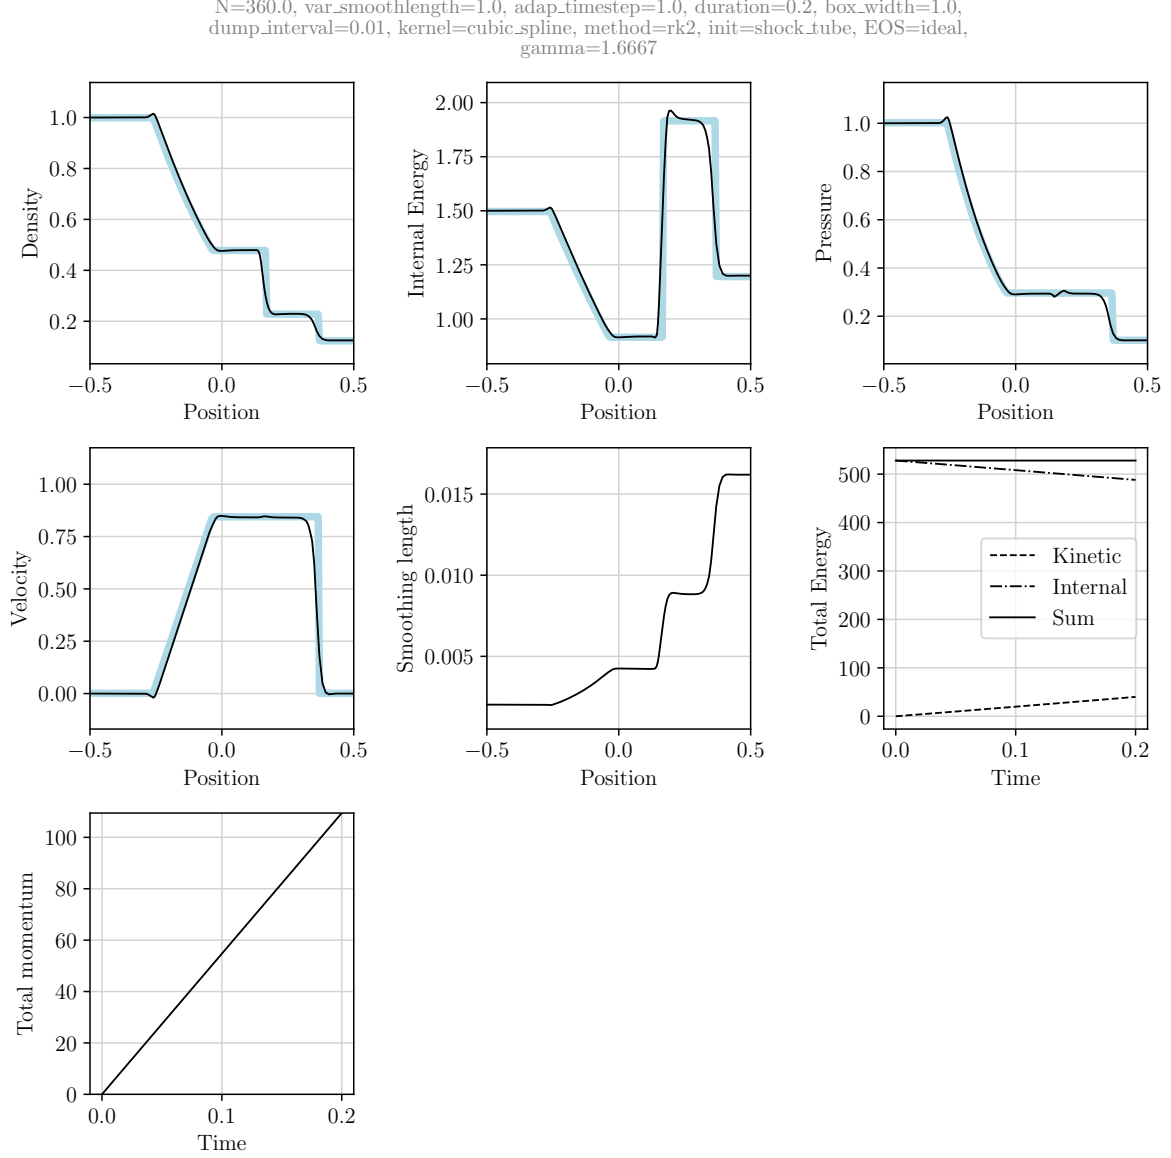 N=360.0, var_smoothlength=1.0, adap_timestep=1.0, duration=0.2, box_width=1.0,
dump_interval=0.01, kernel=cubic_spline, method=rk2, init=shock_tube, EOS=ideal,
gamma=1.6667
Density
1.0
0.8
0.6
0.4
0.2
−0.5 0.0 0.5
Position
Internal Energy
2.00
1.75
1.50
1.25
1.00
−0.5 0.0 0.5
Position
Pressure
1.0
0.8
0.6
0.4
0.2
−0.5 0.0 0.5
Position
Velocity
1.00
0.75
0.50
0.25
0.00
−0.5 0.0 0.5
Position
Smoothing length
0.015
0.010
0.005
−0.5 0.0 0.5
Position
Total Energy
500
400
300
200
100
0
Kinetic
Internal
Sum
0.0 0.1 0.2
Time
Total momentum
100
80
60
40
20
0
0.0 0.1 0.2
Time